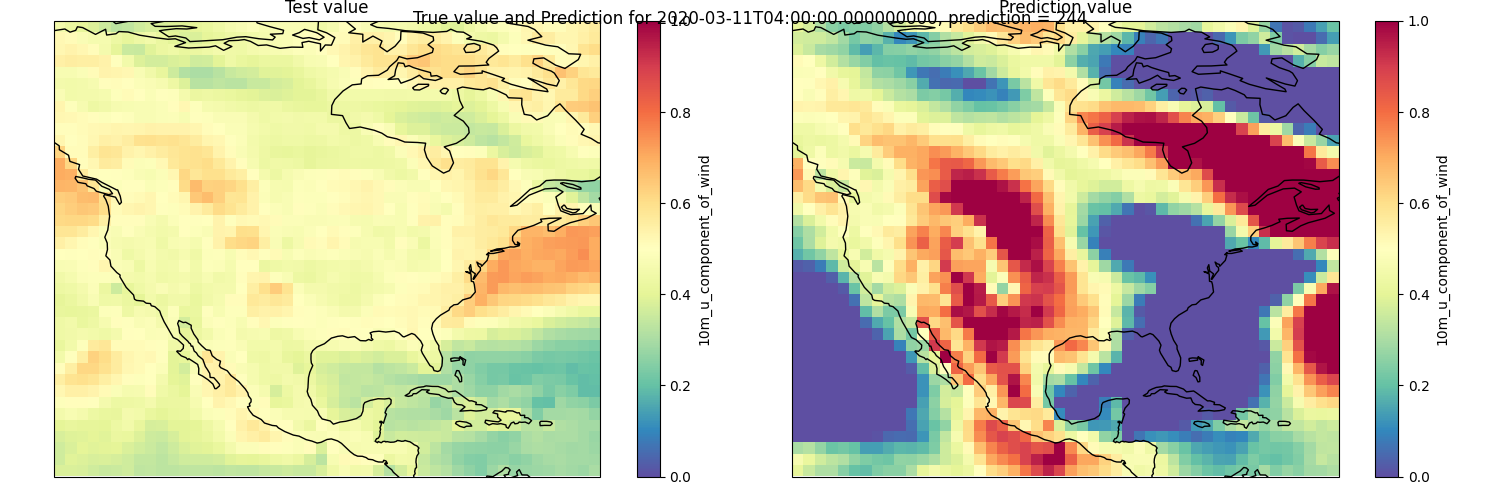 Test value
Prediction value
True value and Prediction for 2020-03-11T04:00:00.000000000, prediction = 244
1.0
0.8
0.6
0.4
0.2
0.0
10m_u_component_of_wind
1.0
0.8
0.6
0.4
0.2
0.0
10m_u_component_of_wind